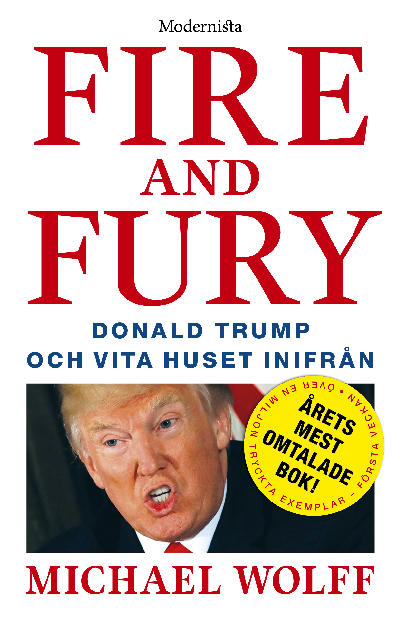 Modernista
FIRE
AND
FURY
DONALD TRUMP
OCH VITA HUSET INIFRÅN
ÅRETS
MEST
OMTALADE
BOK!
ÖVER EN MILJON TRYCKTA EXEMPLAR – FÖRSTA VECKAN •
MICHAEL WOLFF